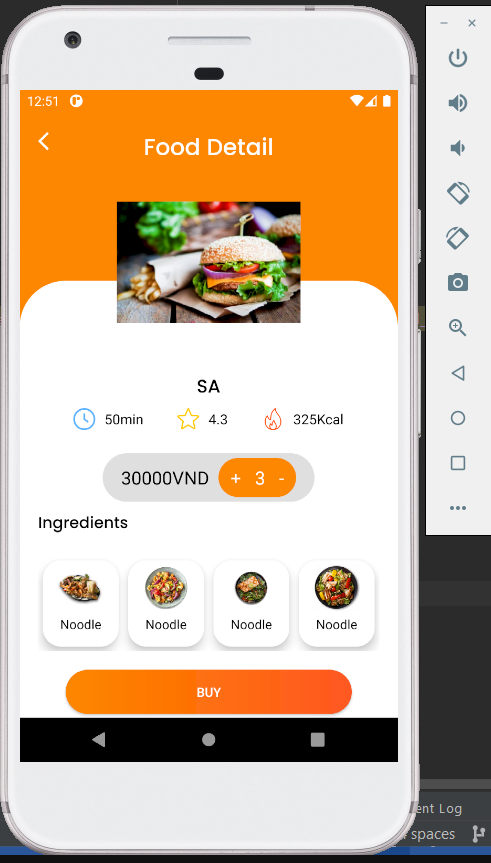 12:51
Food Detail
SA
50min 4.3 325Kcal
30000VND + 3 -
Ingredients
Noodle Noodle Noodle Noodle
BUY
ent Log
spaces